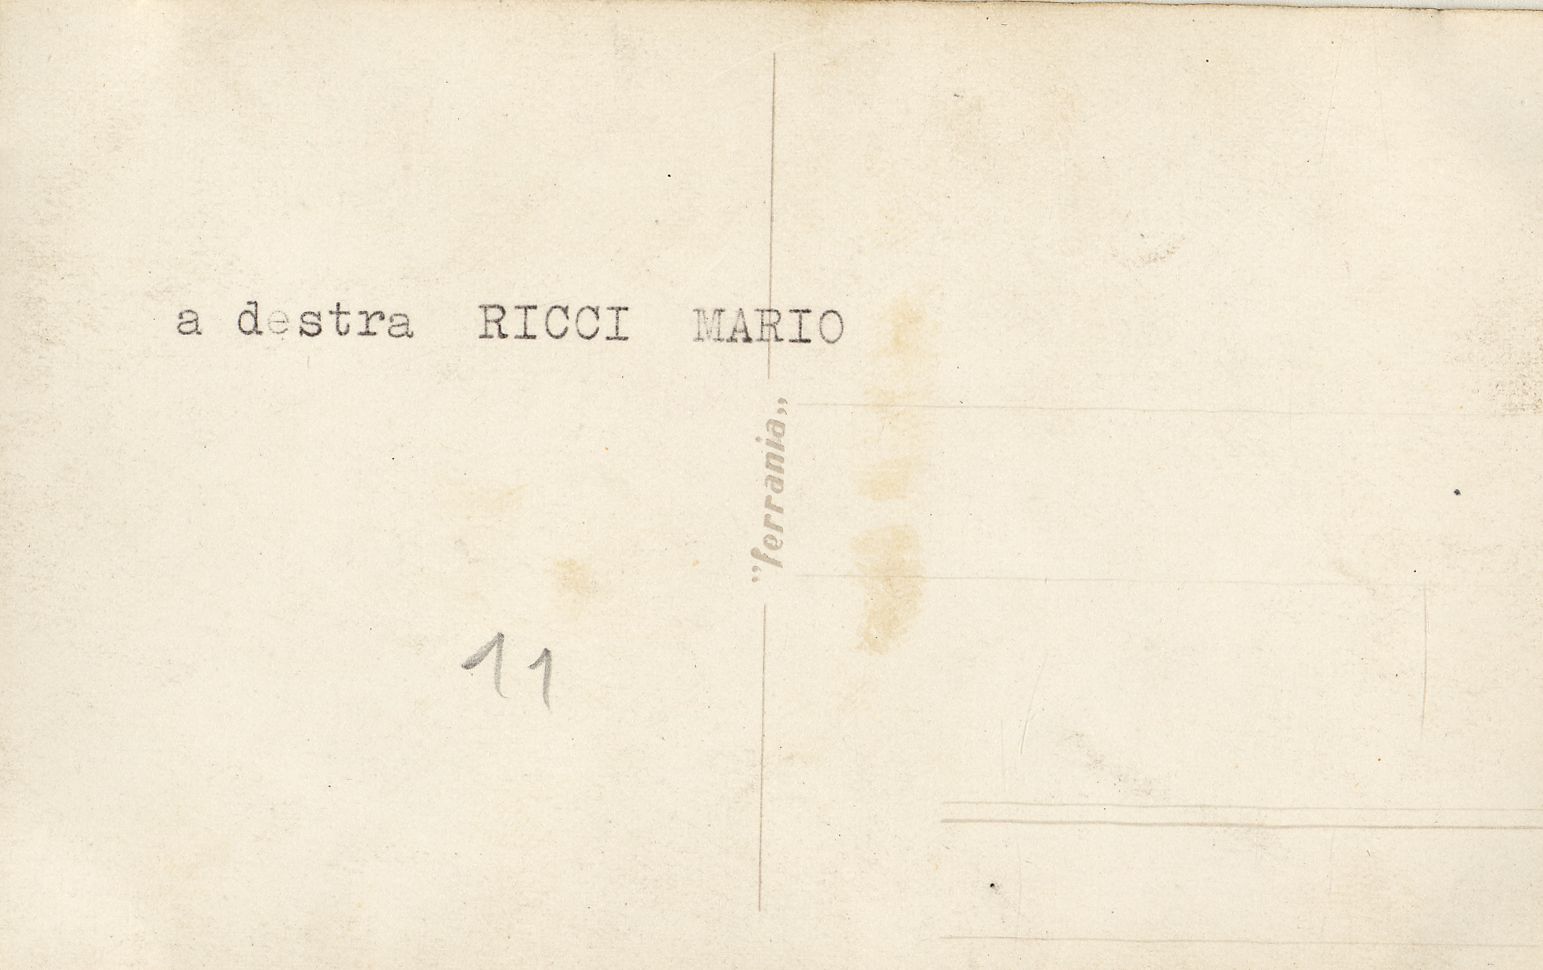 a destra RICCI MARIO
"ferrania„
11